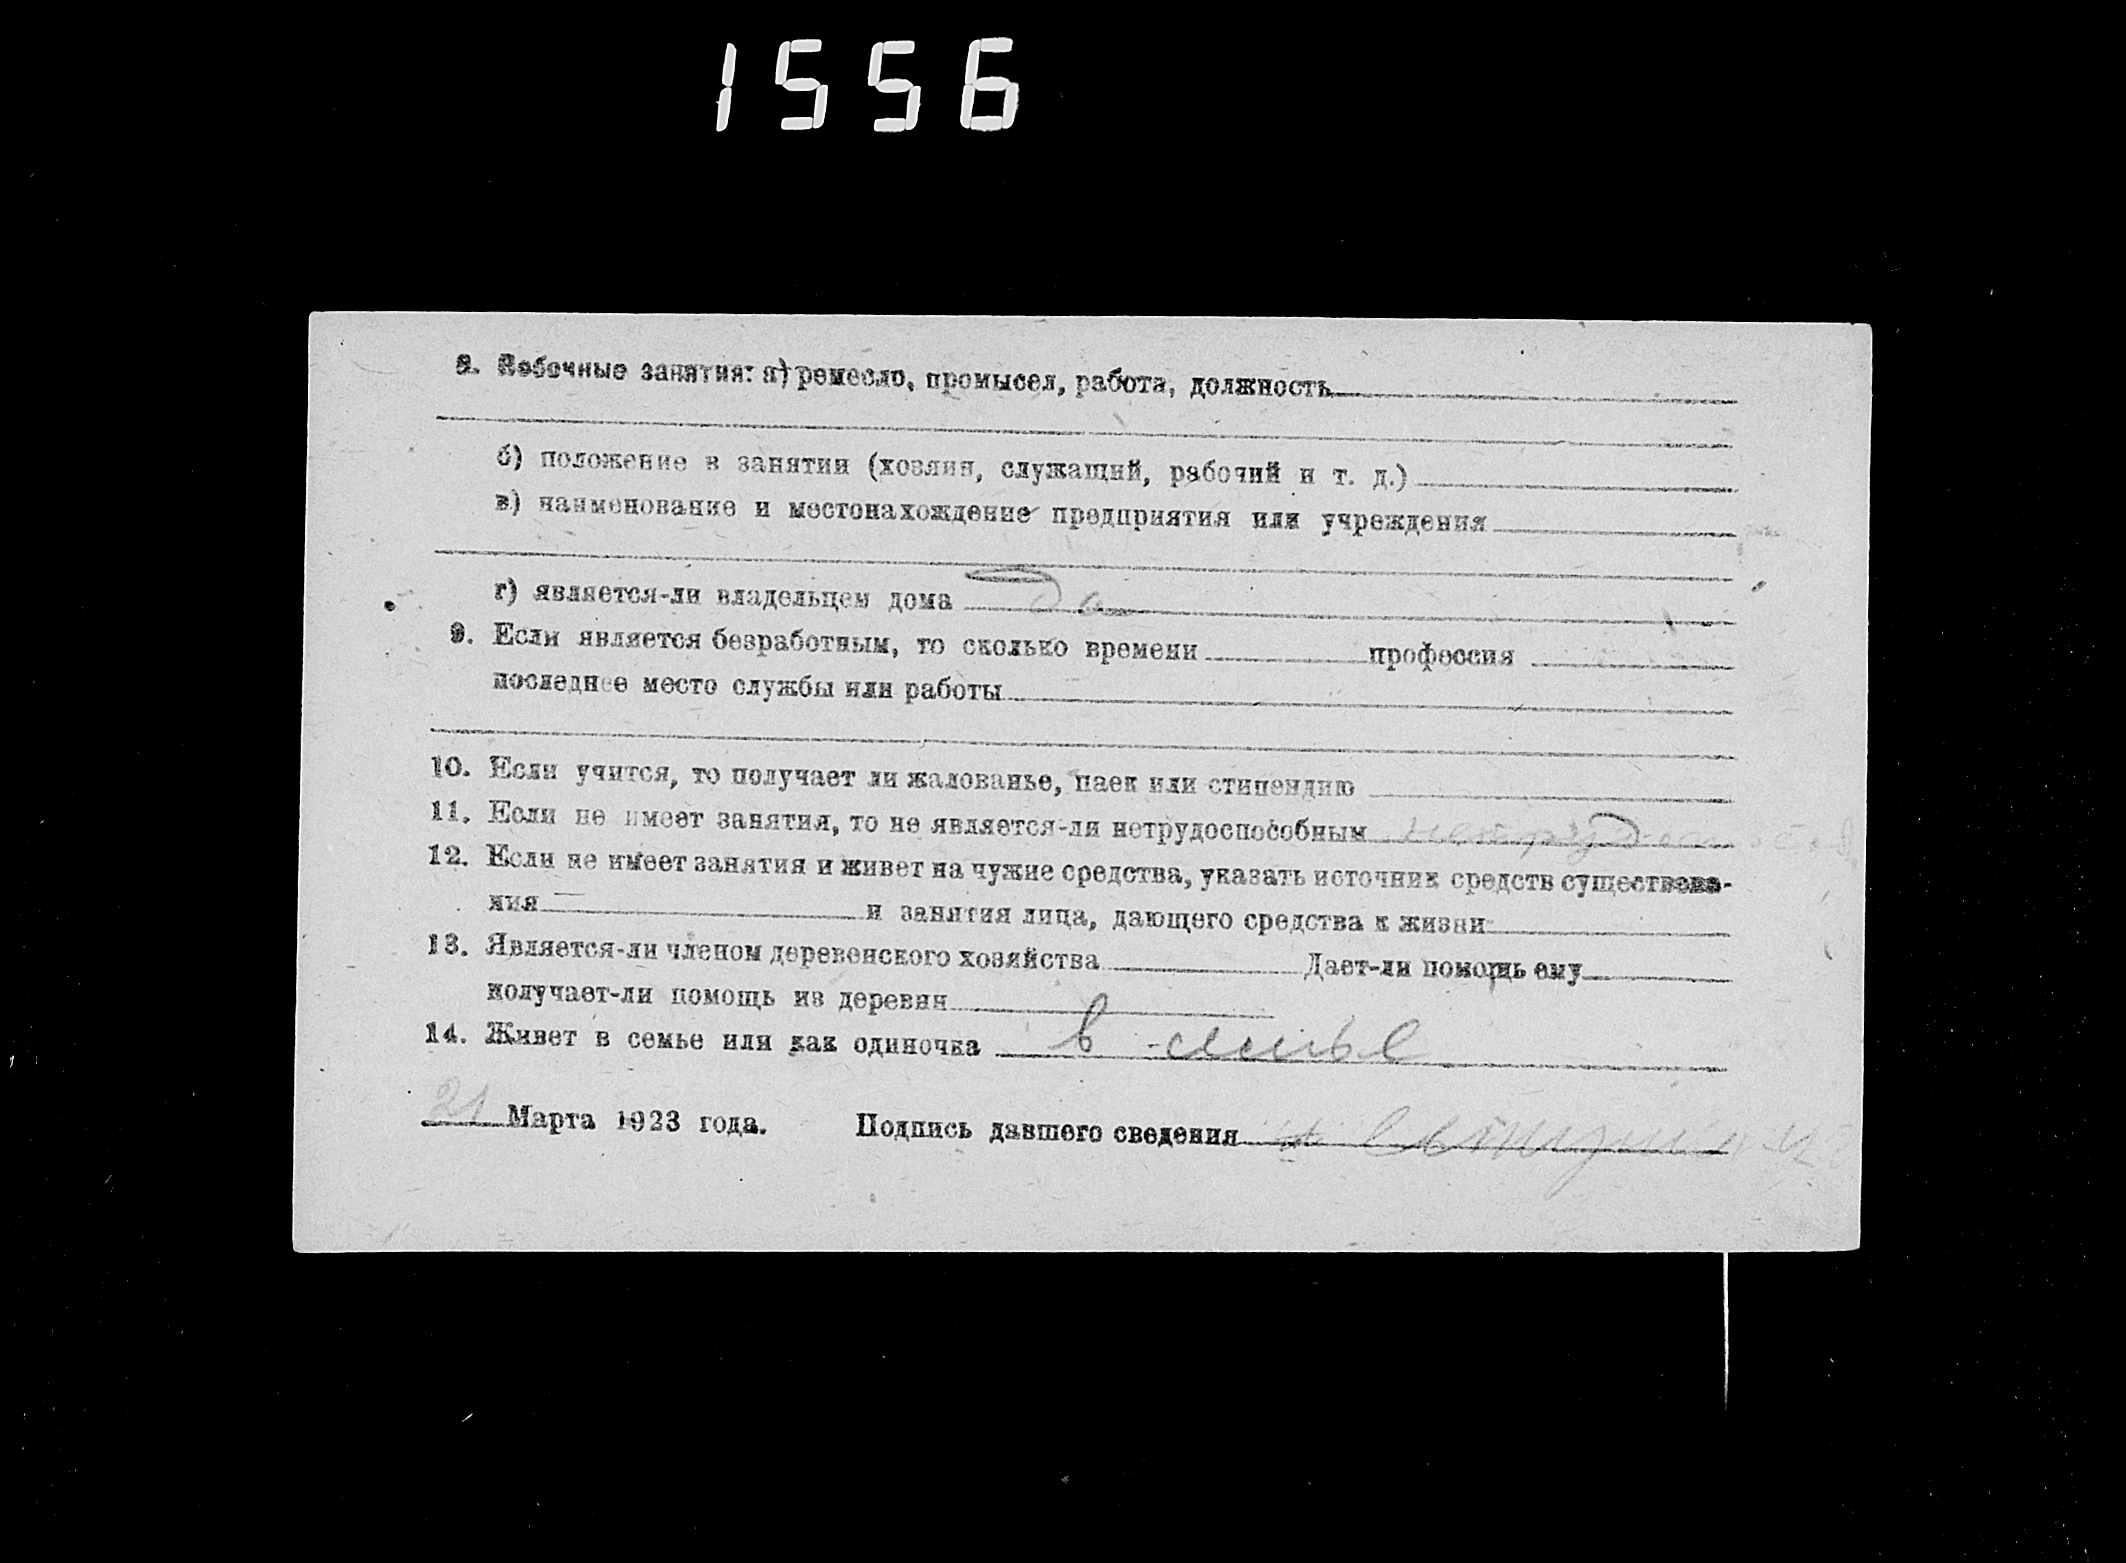 1556
8. Побочные занятия: а) ремесло, промысел, работа, должность
б) положение в занятии (хозяин, служащий, рабочий и т. д.)
в) наименование и местонахождение предприятия или учреждения
г) является-ли владельцем дома да
9. Если является безработным, то сколько времени профессия
последнее место службы или работы
10. Если учится, то получает ли жалованье, паек или стипендию
11. Если не имеет занятия, то не является-ли нетрудоспособным
12. Если не имеет занятия и живет на чужие средства, указать источник средств существова-
ния — и занятия лица, дающего средства к жизни
13. Является-ли членом деревенского хозяйства Дает-ли помощь ему
получает-ли помощь из деревни
14. Живет в семье или как одиночка в семье
21 Марта 1923 года. Подпись давшего сведения